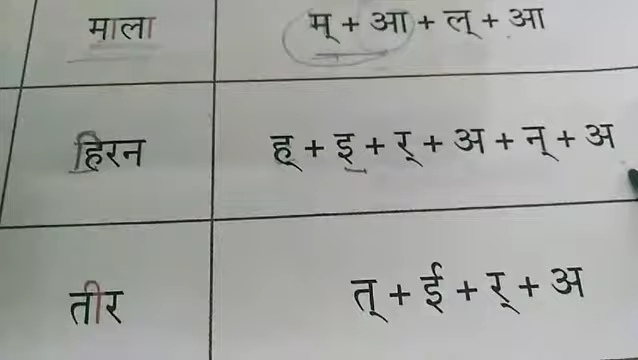 माला म् + आ + ल् + आ
हिरन ह् + इ + र् + अ + न् + अ
तीर त् + ई + र् + अ